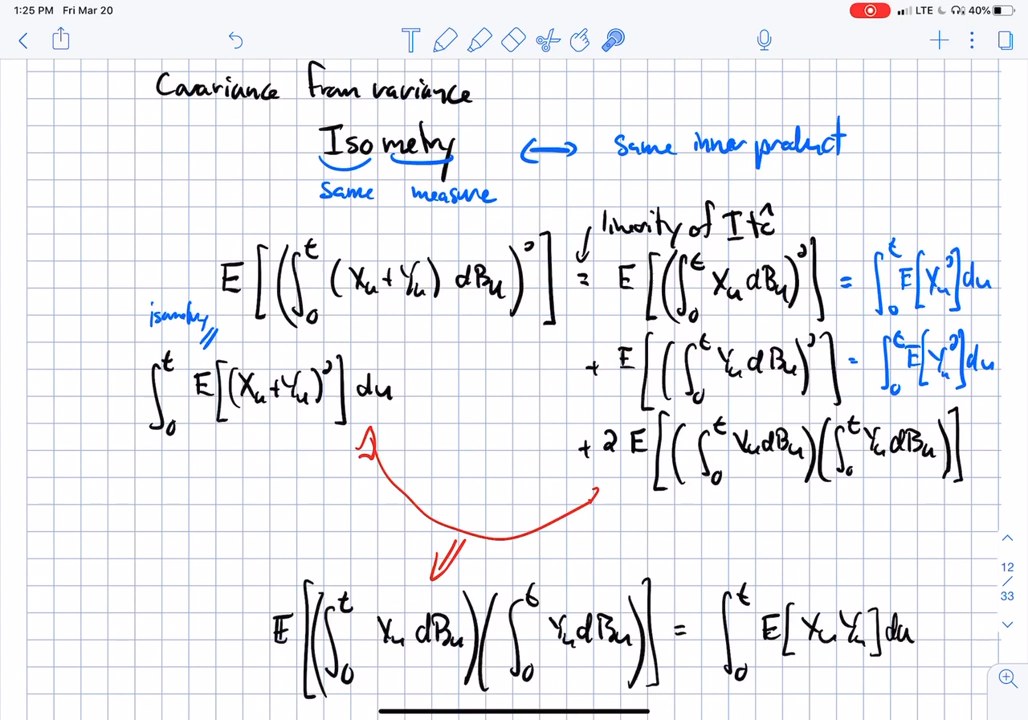 1:25 PM Fri Mar 20 LTE 40%
Covariance from variance
Isometry ⟷ same inner product
same measure
linearity of Itô
E[(∫₀ᵗ (Xᵤ+Yᵤ) dBᵤ)²] = E[(∫₀ᵗ Xᵤ dBᵤ)²] = ∫₀ᵗ E[Xᵤ²] du
isometry
∫₀ᵗ E[(Xᵤ+Yᵤ)²] du + E[(∫₀ᵗ Yᵤ dBᵤ)²] = ∫₀ᵗ E[Yᵤ²] du
+ 2 E[(∫₀ᵗ Xᵤ dBᵤ)(∫₀ᵗ Yᵤ dBᵤ)]
12
/
33
E[(∫₀ᵗ Xᵤ dBᵤ)(∫₀ᵗ Yᵤ dBᵤ)] = ∫₀ᵗ E[Xᵤ Yᵤ] du